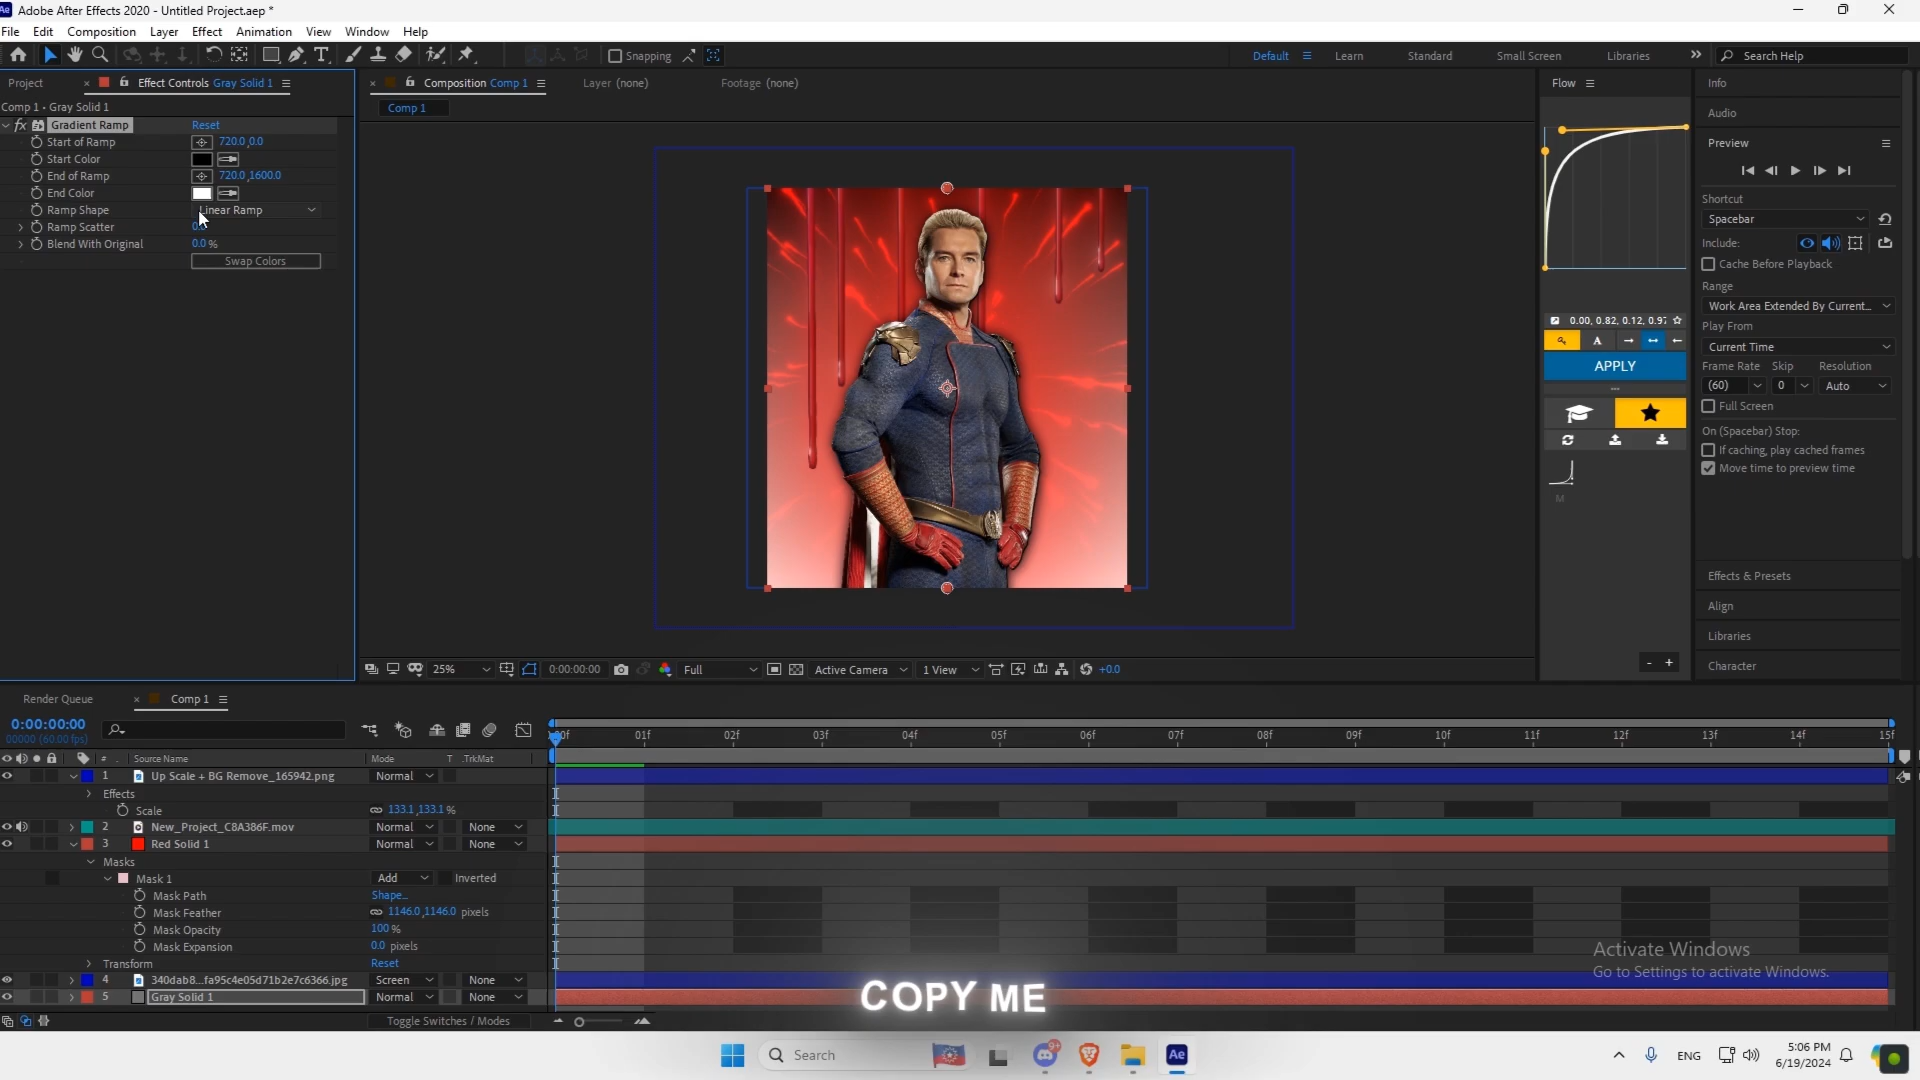 Adobe After Effects 2020 - Untitled Project.aep *
File Edit Composition Layer Effect Animation View Window Help
Snapping
Default Learn Standard Small Screen Libraries Search Help
Project Effect Controls Gray Solid 1
Composition Comp 1 Layer (none) Footage (none)
Comp 1 • Gray Solid 1
Comp 1
fx Gradient Ramp Reset
Start of Ramp 720.0,0.0
Start Color
End of Ramp 720.0,1600.0
End Color
Ramp Shape Linear Ramp
Ramp Scatter
Blend With Original 0.0 %
Swap Colors
25% 0:00:00:00 Full Active Camera 1 View +0.0
Flow
0.00, 0.82, 0.12, 0.97
A
APPLY
M
Info
Audio
Preview
Shortcut
Spacebar
Include:
Cache Before Playback
Range
Work Area Extended By Current...
Play From
Current Time
Frame Rate Skip Resolution
(60) 0 Auto
Full Screen
On (Spacebar) Stop:
If caching, play cached frames
Move time to preview time
Effects & Presets
Align
Libraries
Character
Render Queue Comp 1
0:00:00:00
00000 (60.00 fps)
01f 02f 03f 04f 05f 06f 07f 08f 09f 10f 11f 12f 13f 14f 15f
# Source Name Mode T .TrkMat
1 Up Scale + BG Remove_165942.png Normal
Effects
Scale 133.1,133.1 %
2 New_Project_C8A386F.mov Normal None
3 Red Solid 1 Normal None
Masks
Mask 1 Add Inverted
Mask Path Shape...
Mask Feather 1146.0,1146.0 pixels
Mask Opacity 100 %
Mask Expansion 0.0 pixels
Transform Reset
4 340dab8...fa95c4e05d71b2e7c6366.jpg Screen None
5 Gray Solid 1 Normal None
Toggle Switches / Modes
COPY ME
Activate Windows
Go to Settings to activate Windows.
Search
9+
Ae
ENG
5:06 PM
6/19/2024